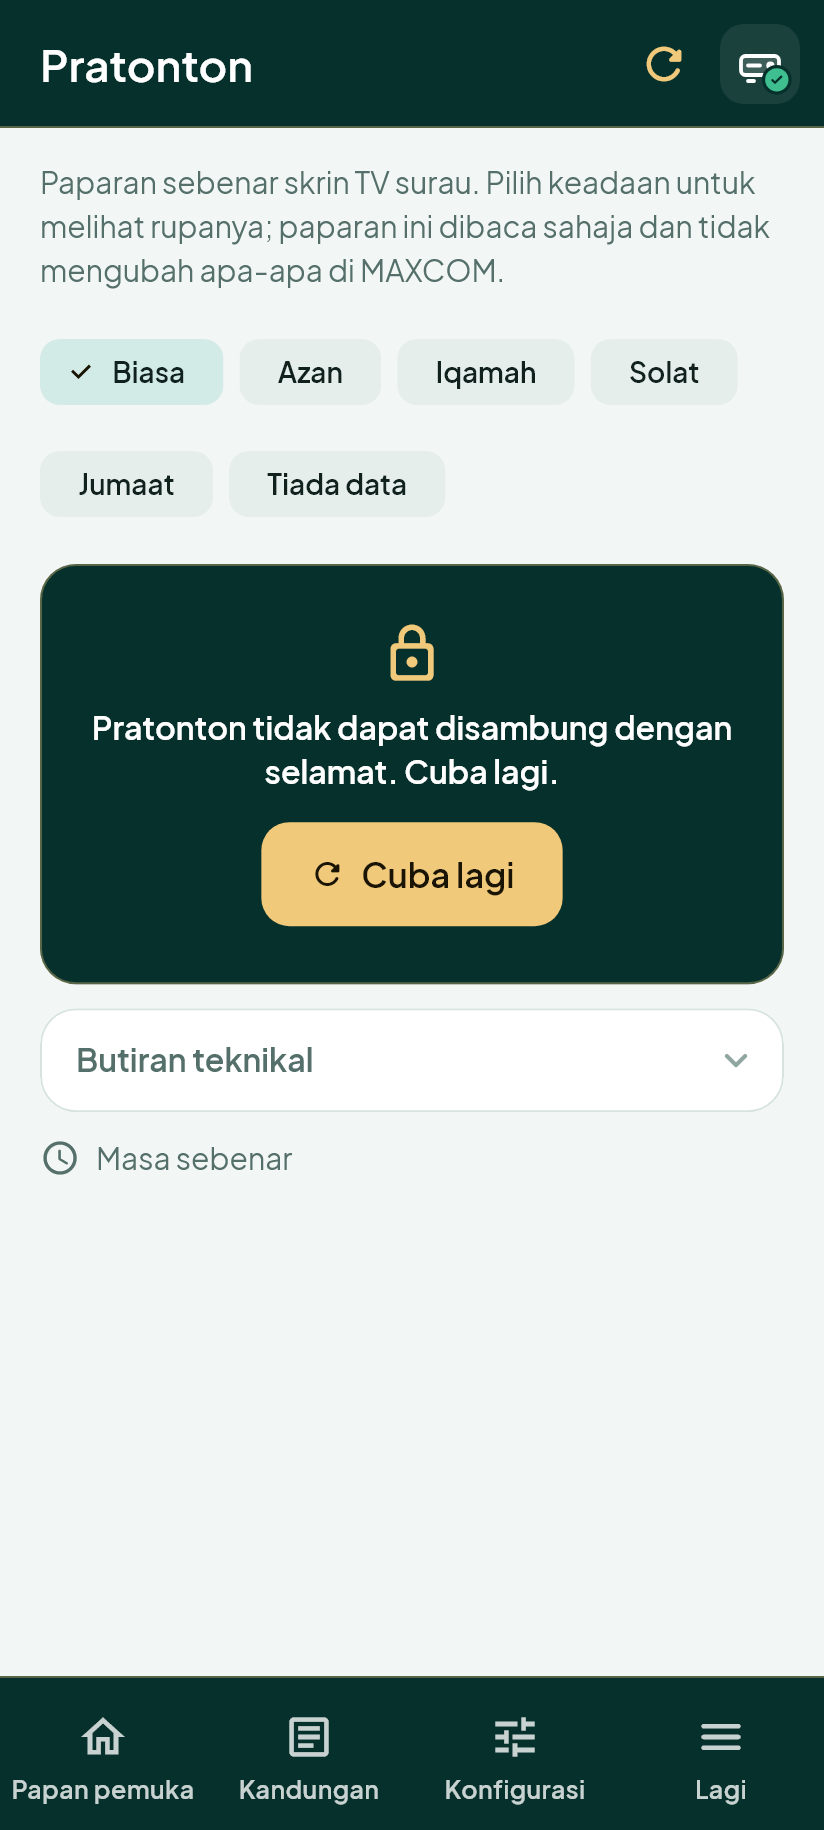 Pratonton
Paparan sebenar skrin TV surau. Pilih keadaan untuk
melihat rupanya; paparan ini dibaca sahaja dan tidak
mengubah apa-apa di MAXCOM.
Biasa
Azan
Iqamah
Solat
Jumaat
Tiada data
Pratonton tidak dapat disambung dengan
selamat. Cuba lagi.
Cuba lagi
Butiran teknikal
Masa sebenar
Papan pemuka
Kandungan
Konfigurasi
Lagi